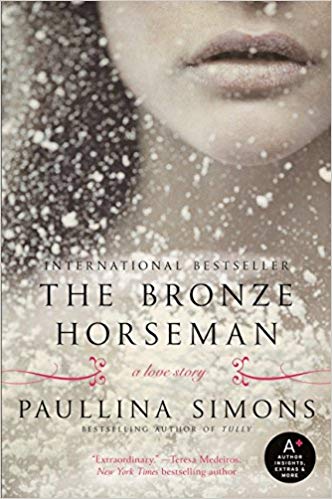 INTERNATIONAL BESTSELLER
THE BRONZE
HORSEMAN
a love story
PAULLINA SIMONS
BESTSELLING AUTHOR OF TULLY
"Extraordinary."—Teresa Medeiros,
New York Times bestselling author
A+
AUTHOR
INSIGHTS,
EXTRAS &
MORE